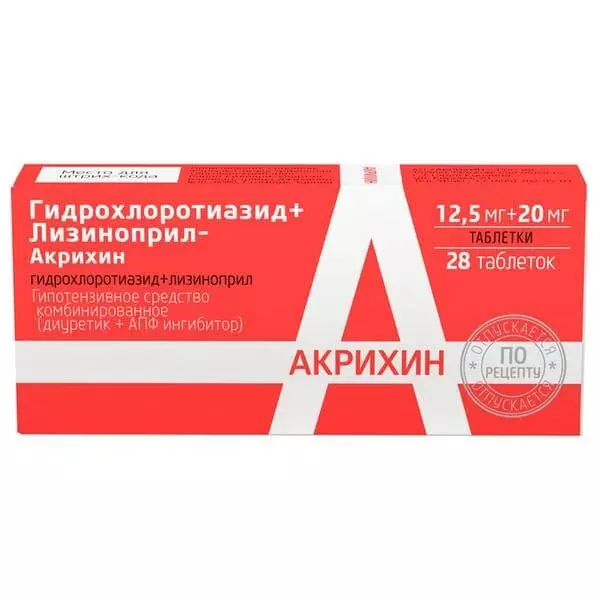 Место для
штрих-кода
Гидрохлоротиазид+
Лизиноприл-
Акрихин
гидрохлоротиазид+лизиноприл
Гипотензивное средство
комбинированное
(диуретик + АПФ ингибитор)
12,5 мг+20 мг
ТАБЛЕТКИ
28 таблеток
АКРИХИН
ОТПУСКАЕТСЯ
ПО
РЕЦЕПТУ
ОТПУСКАЕТСЯ